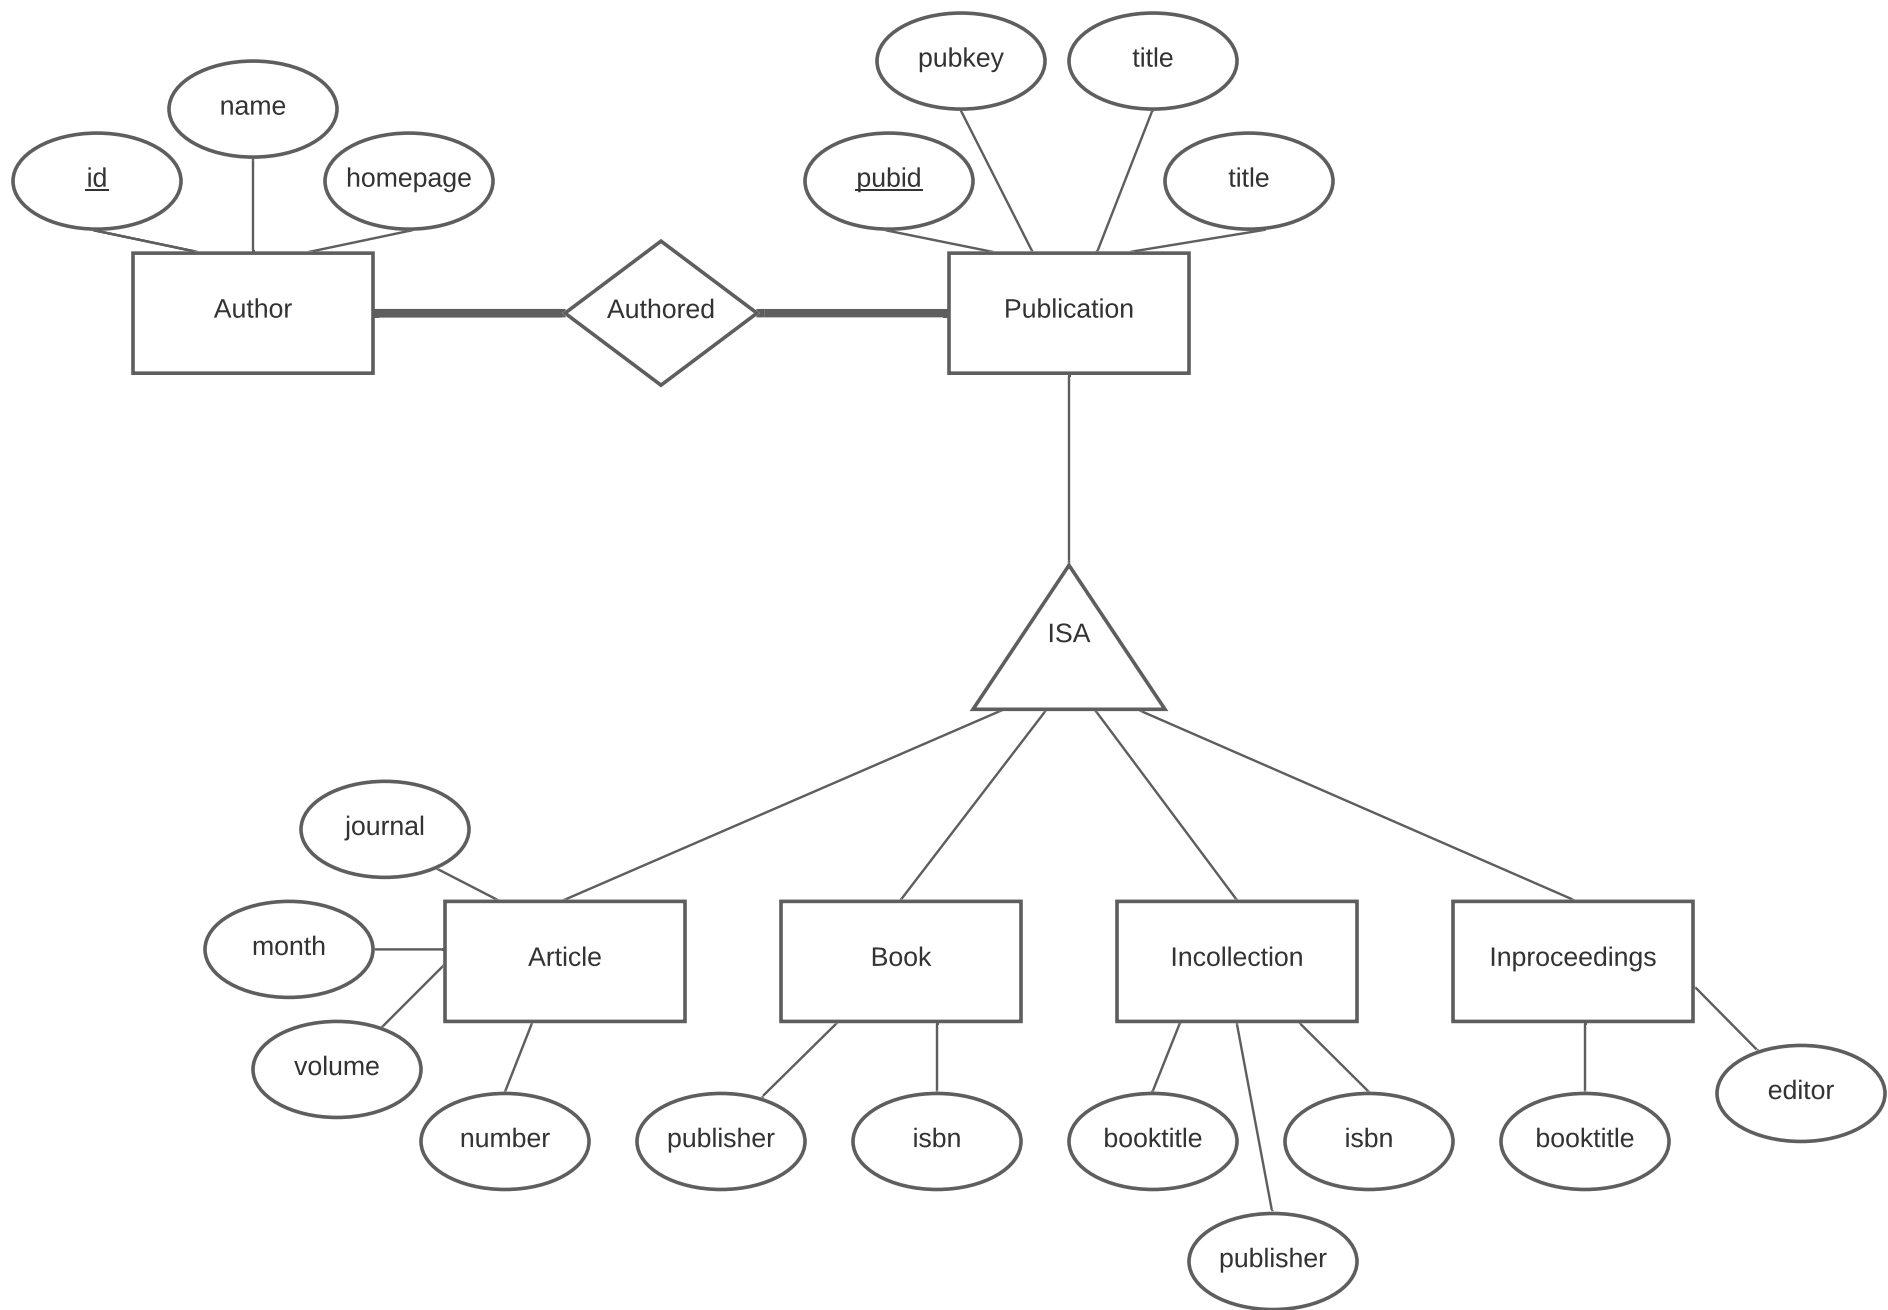 pubkey
title
name
id
homepage
pubid
title
Author
Authored
Publication
ISA
journal
month
Article
Book
Incollection
Inproceedings
volume
editor
number
publisher
isbn
booktitle
isbn
booktitle
publisher